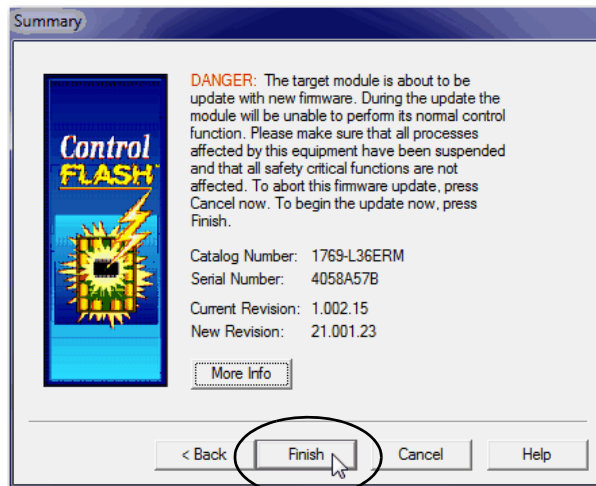 Summary
Control
FLASH
DANGER: The target module is about to be
update with new firmware. During the update the
module will be unable to perform its normal control
function. Please make sure that all processes
affected by this equipment have been suspended
and that all safety critical functions are not
affected. To abort this firmware update, press
Cancel now. To begin the update now, press
Finish.
Catalog Number: 1769-L36ERM
Serial Number: 4058A57B
Current Revision: 1.002.15
New Revision: 21.001.23
More Info
< Back Finish Cancel Help